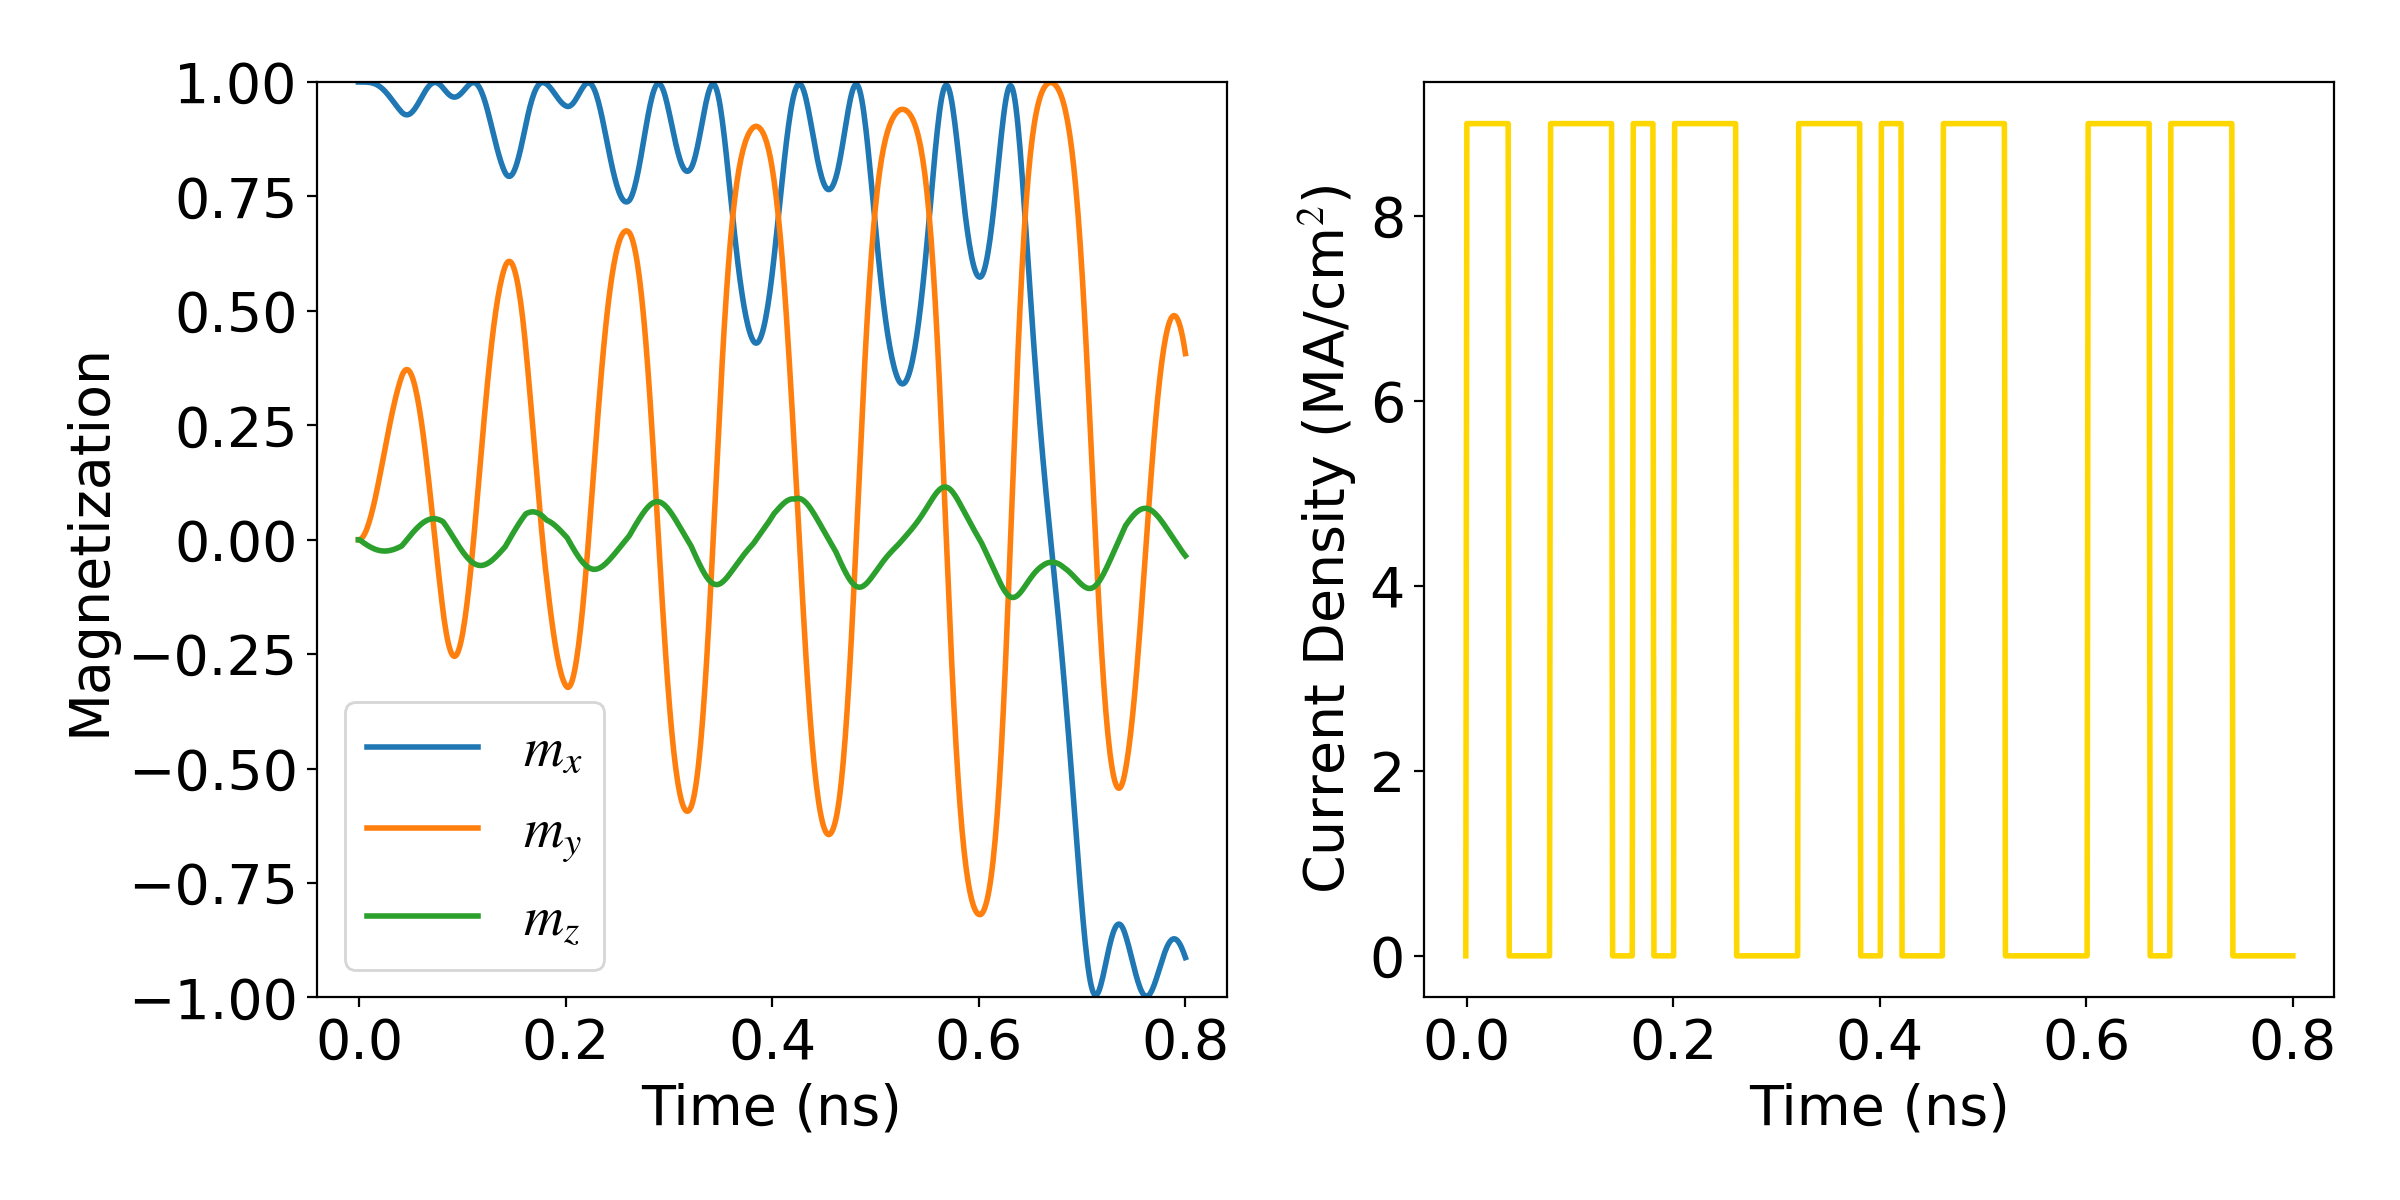 1.00
0.75
0.50
0.25
0.00
−0.25
−0.50
−0.75
−1.00
Magnetization
m_x
m_y
m_z
0.0 0.2 0.4 0.6 0.8
Time (ns)
8
6
4
2
0
Current Density (MA/cm²)
0.0 0.2 0.4 0.6 0.8
Time (ns)